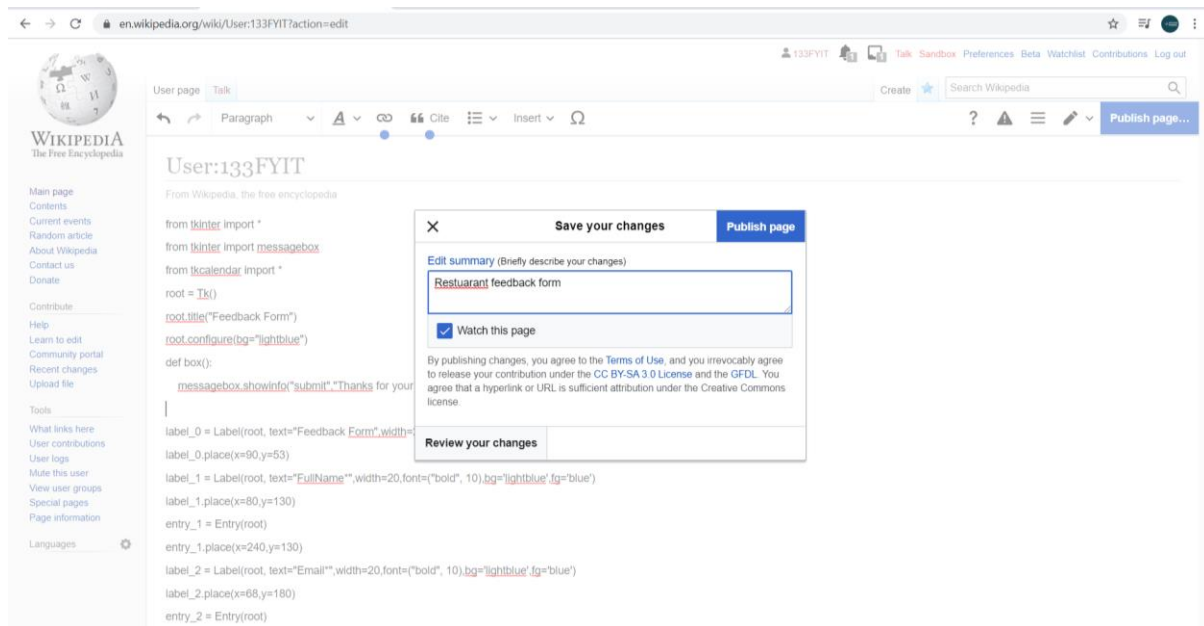 en.wikipedia.org/wiki/User:133FYIT?action=edit
133FYIT Talk Sandbox Preferences Beta Watchlist Contributions Log out
User page Talk
Create
Search Wikipedia
Paragraph
A
Cite
Insert
Ω
?
Publish page...
WIKIPEDIA
The Free Encyclopedia
Main page
Contents
Current events
Random article
About Wikipedia
Contact us
Donate
Contribute
Help
Learn to edit
Community portal
Recent changes
Upload file
Tools
What links here
User contributions
User logs
Mute this user
View user groups
Special pages
Page information
Languages
User:133FYIT
From Wikipedia, the free encyclopedia
from tkinter import *
from tkinter import messagebox
from tkcalendar import *
root = Tk()
root.title("Feedback Form")
root.configure(bg="lightblue")
def box():
messagebox.showinfo("submit","Thanks for your
label_0 = Label(root, text="Feedback Form",width=
label_0.place(x=90,y=53)
label_1 = Label(root, text="FullName*",width=20,font=("bold", 10),bg='lightblue',fg='blue')
label_1.place(x=80,y=130)
entry_1 = Entry(root)
entry_1.place(x=240,y=130)
label_2 = Label(root, text="Email*",width=20,font=("bold", 10),bg='lightblue',fg='blue')
label_2.place(x=68,y=180)
entry_2 = Entry(root)
Save your changes
Publish page
Edit summary (Briefly describe your changes)
Restuarant feedback form
Watch this page
By publishing changes, you agree to the Terms of Use, and you irrevocably agree
to release your contribution under the CC BY-SA 3.0 License and the GFDL. You
agree that a hyperlink or URL is sufficient attribution under the Creative Commons
license.
Review your changes